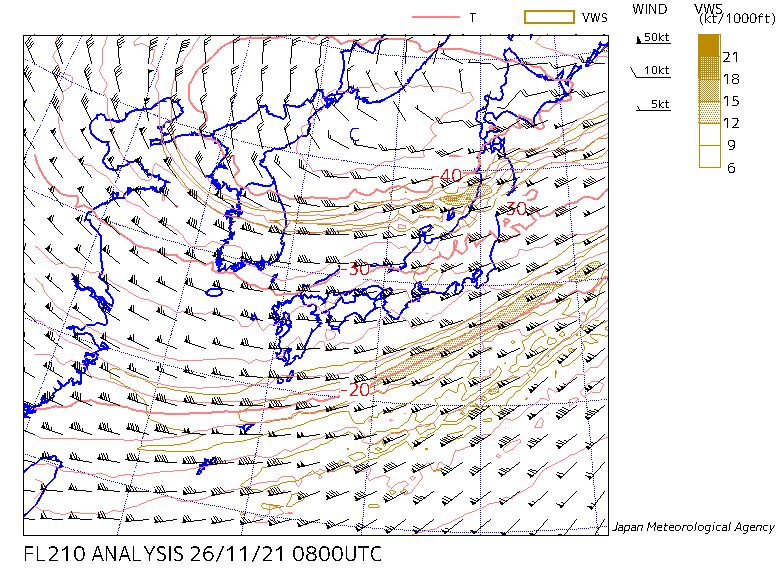 T
VWS
WIND
VWS
(kt/1000ft)
50kt
10kt
5kt
21
18
15
12
9
6
C
-40
-30
-30
-20
Japan Meteorological Agency
FL210 ANALYSIS 26/11/21 0800UTC